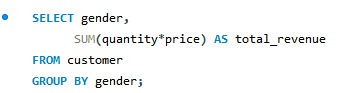 SELECT gender,
SUM(quantity*price) AS total_revenue
FROM customer
GROUP BY gender;